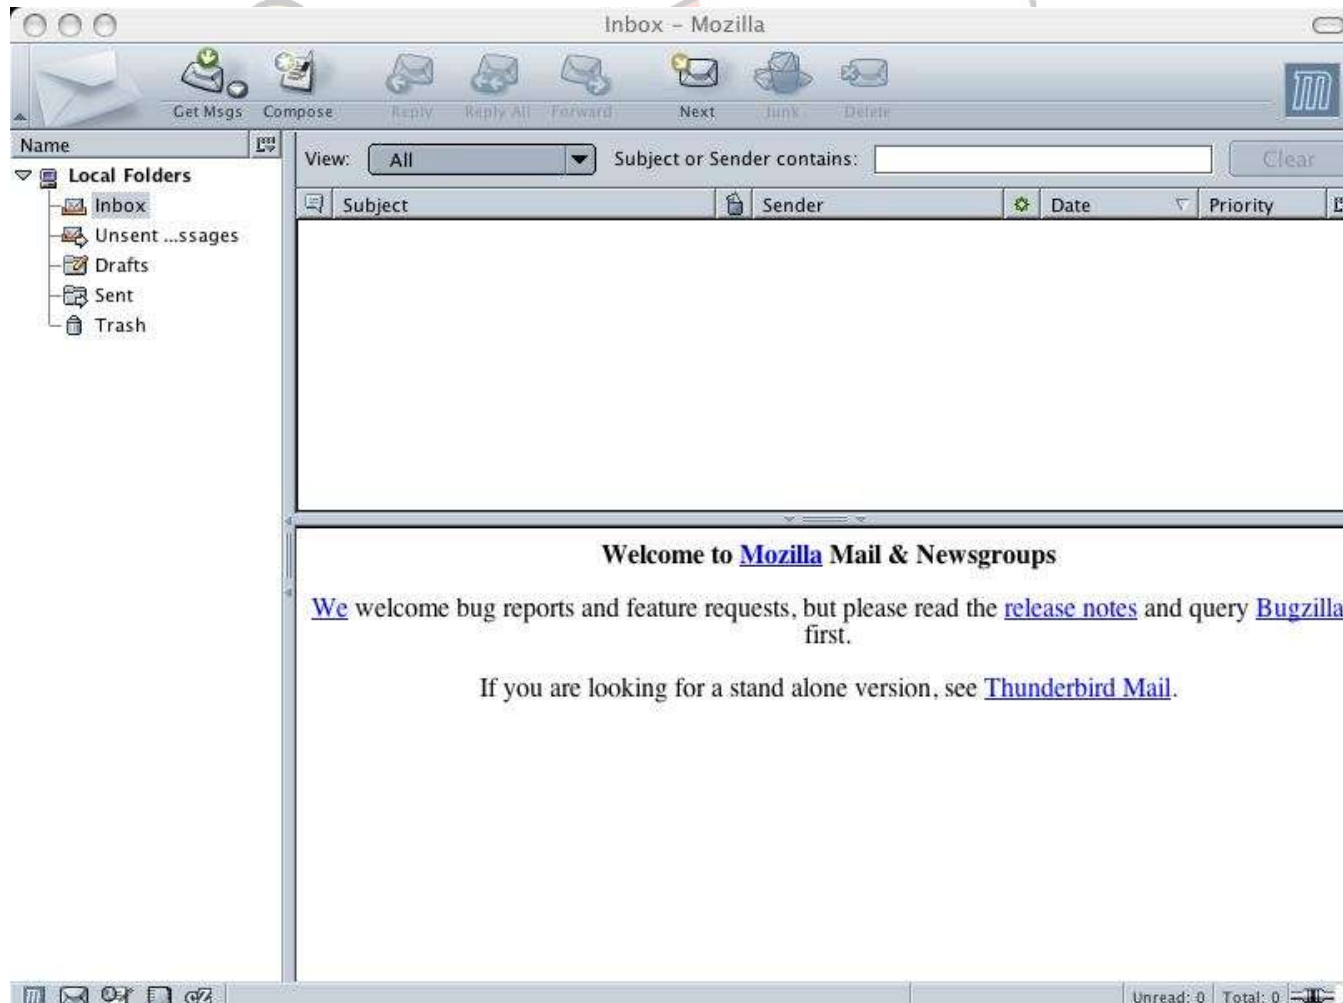 Inbox – Mozilla
Get Msgs Compose Reply Reply All Forward Next Junk Delete
Name
View: All Subject or Sender contains: Clear
Local Folders
Subject Sender Date Priority
Inbox
Unsent ...ssages
Drafts
Sent
Trash
Welcome to Mozilla Mail & Newsgroups
We welcome bug reports and feature requests, but please read the release notes and query Bugzilla
first.
If you are looking for a stand alone version, see Thunderbird Mail.
Unread: 0 Total: 0